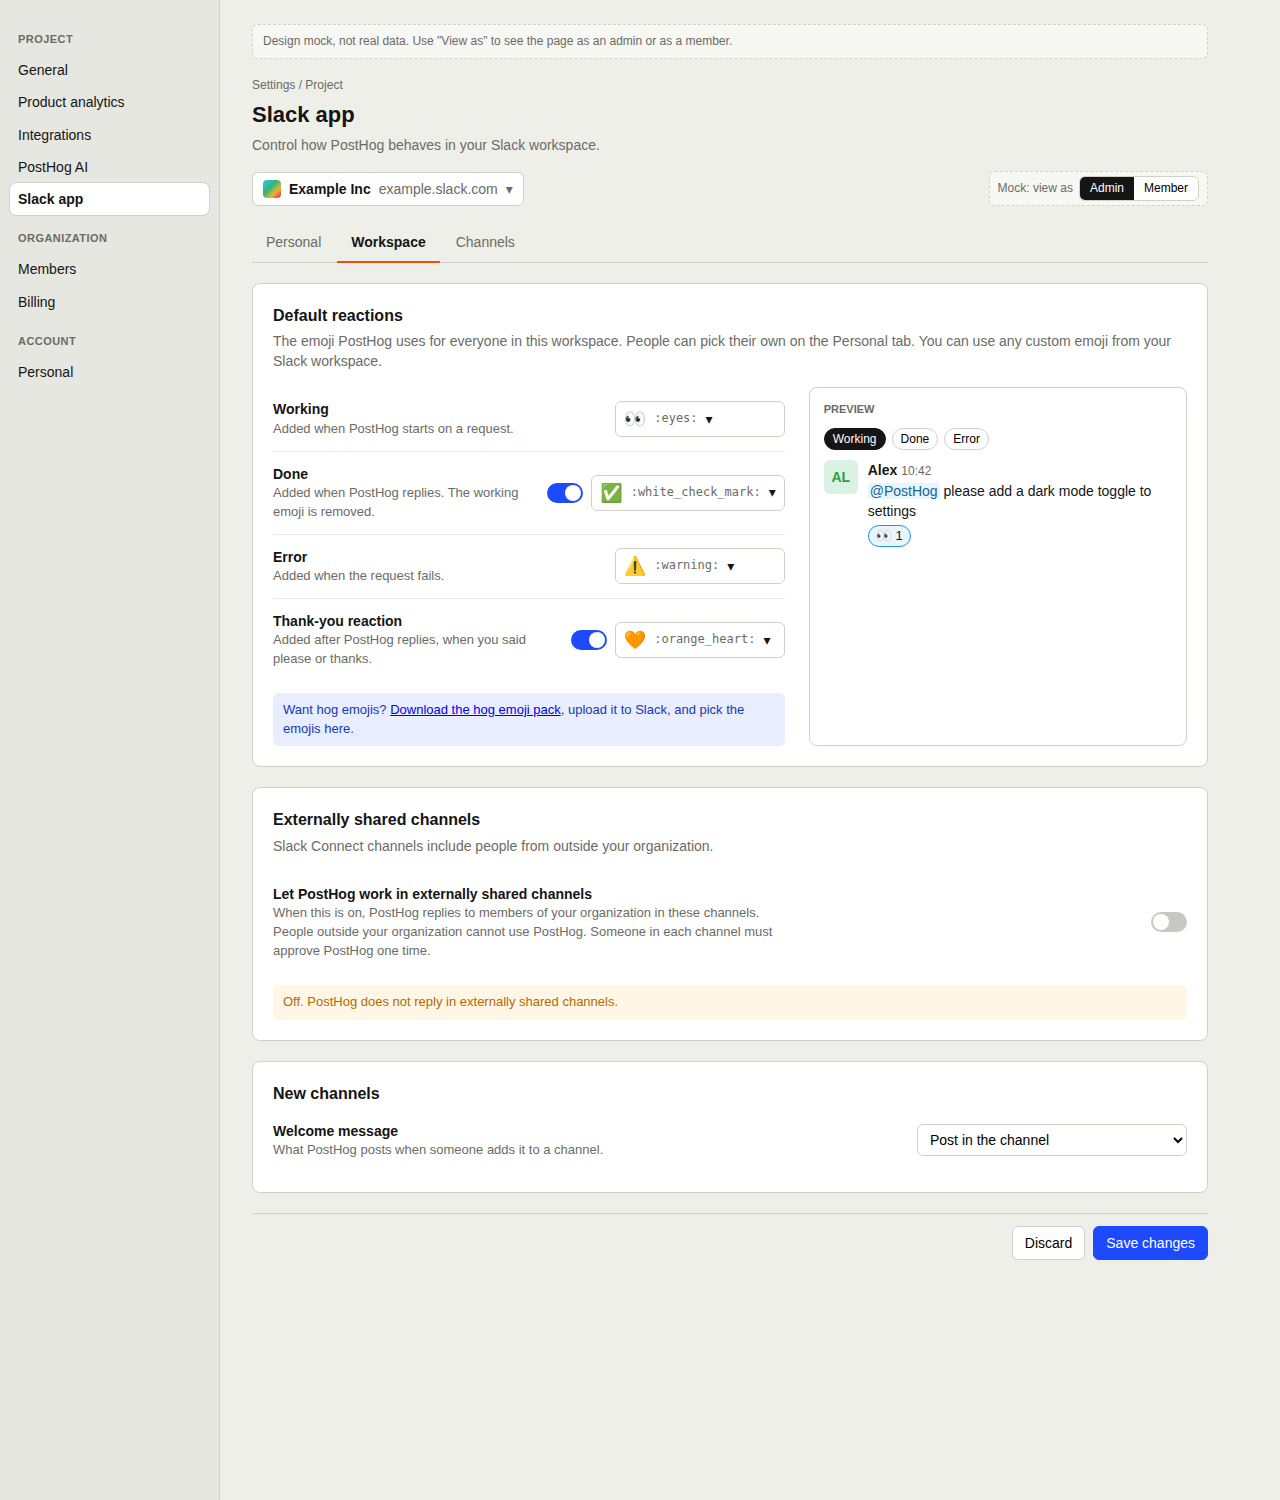 PROJECT
General
Product analytics
Integrations
PostHog AI
Slack app
ORGANIZATION
Members
Billing
ACCOUNT
Personal
Design mock, not real data. Use "View as" to see the page as an admin or as a member.
Settings / Project
Slack app
Control how PostHog behaves in your Slack workspace.
Example Inc example.slack.com ▾
Mock: view as Admin Member
Personal Workspace Channels
Default reactions
The emoji PostHog uses for everyone in this workspace. People can pick their own on the Personal tab. You can use any custom emoji from your
Slack workspace.
Working
Added when PostHog starts on a request.
👀 :eyes: ▾
Done
Added when PostHog replies. The working
emoji is removed.
✅ :white_check_mark: ▾
Error
Added when the request fails.
⚠️ :warning: ▾
Thank-you reaction
Added after PostHog replies, when you said
please or thanks.
🧡 :orange_heart: ▾
Want hog emojis? Download the hog emoji pack, upload it to Slack, and pick the
emojis here.
PREVIEW
Working Done Error
AL
Alex 10:42
@PostHog please add a dark mode toggle to
settings
👀 1
Externally shared channels
Slack Connect channels include people from outside your organization.
Let PostHog work in externally shared channels
When this is on, PostHog replies to members of your organization in these channels.
People outside your organization cannot use PostHog. Someone in each channel must
approve PostHog one time.
Off. PostHog does not reply in externally shared channels.
New channels
Welcome message
What PostHog posts when someone adds it to a channel.
Post in the channel
Discard Save changes